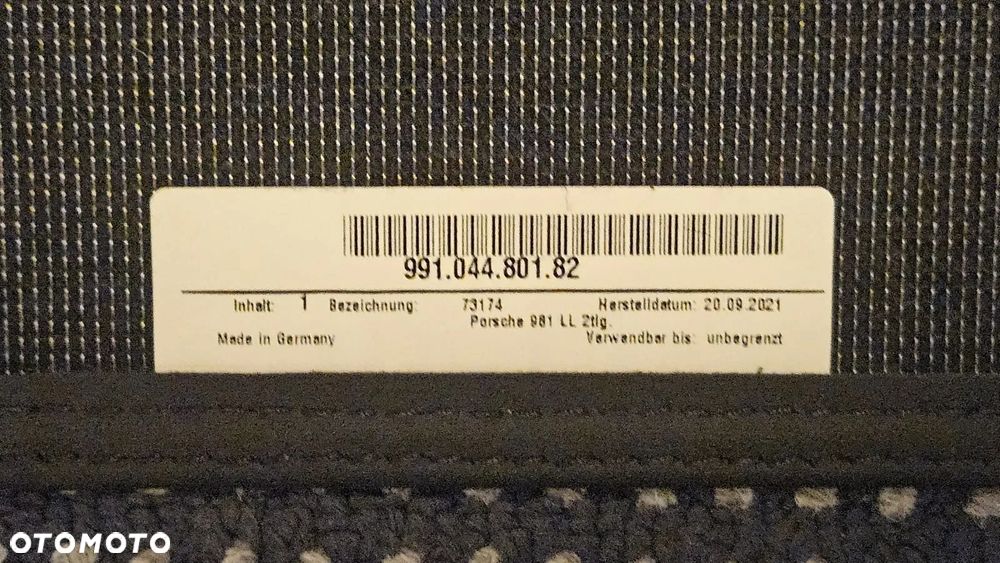 991.044.801.82
Inhalt: 1 Bezeichnung: 73174 Herstelldatum: 20.09.2021
Porsche 981 LL 2tlg.
Made in Germany Verwendbar bis: unbegrenzt
OTOMOTO